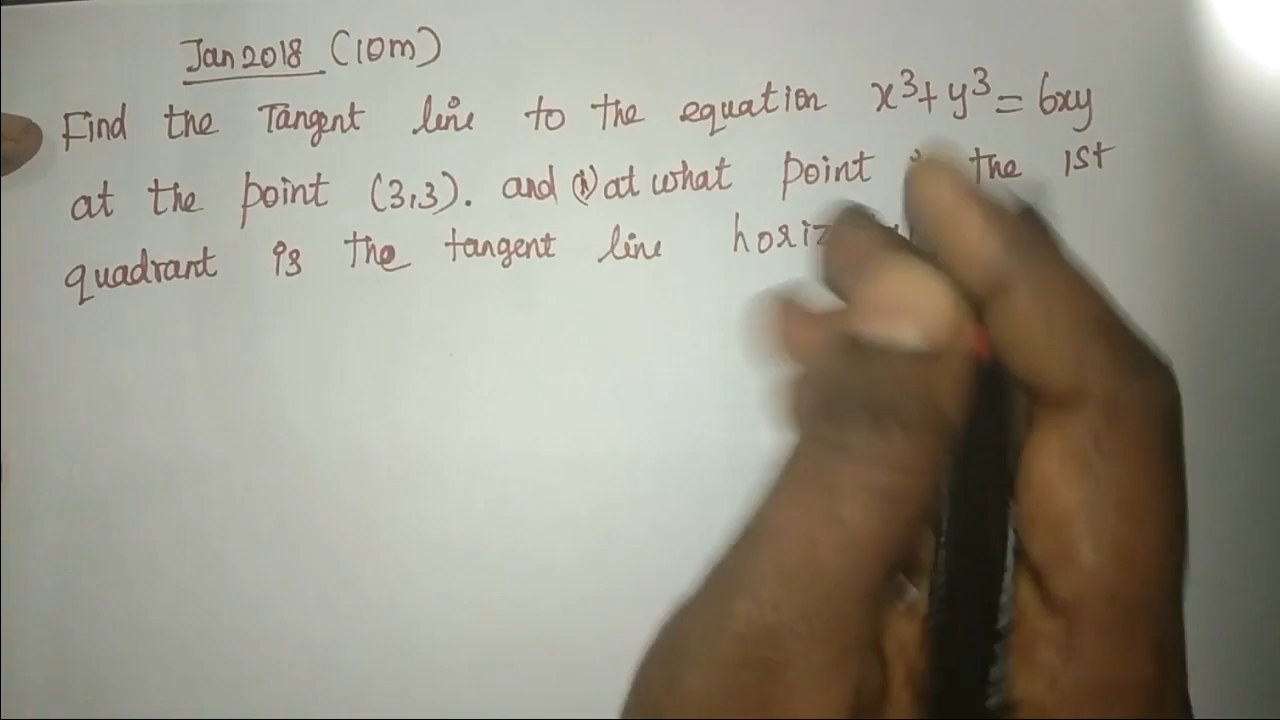 Jan 2018 (10m)
Find the Tangent line to the equation x³+y³=6xy
at the point (3,3). and at what point the 1st
quadrant is the tangent line